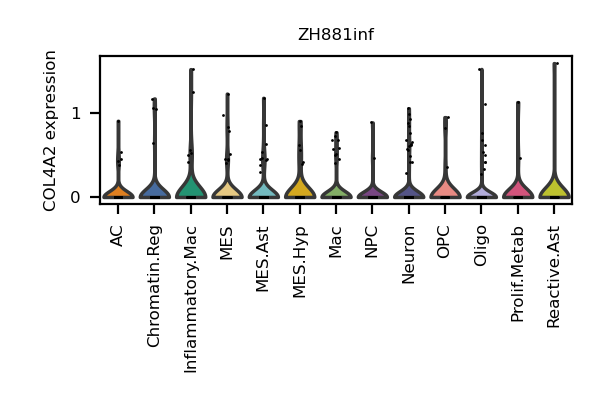 ZH881inf
COL4A2 expression
1
0
AC
Chromatin.Reg
Inflammatory.Mac
MES
MES.Ast
MES.Hyp
Mac
NPC
Neuron
OPC
Oligo
Prolif.Metab
Reactive.Ast